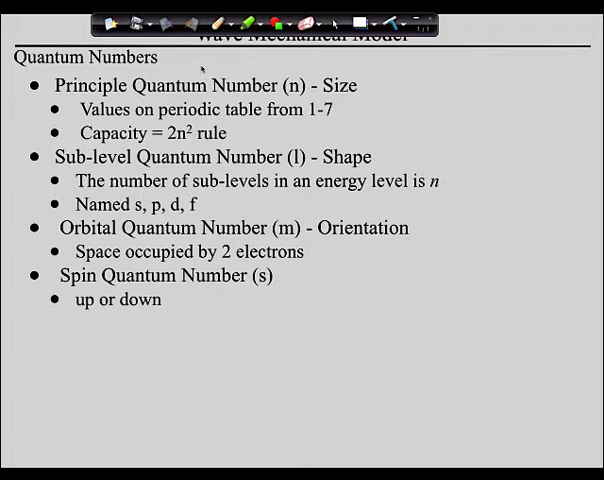 Wave Mechanical Model
Quantum Numbers
● Principle Quantum Number (n) - Size
● Values on periodic table from 1-7
● Capacity = 2n² rule
● Sub-level Quantum Number (l) - Shape
● The number of sub-levels in an energy level is n
● Named s, p, d, f
● Orbital Quantum Number (m) - Orientation
● Space occupied by 2 electrons
● Spin Quantum Number (s)
● up or down
1/1